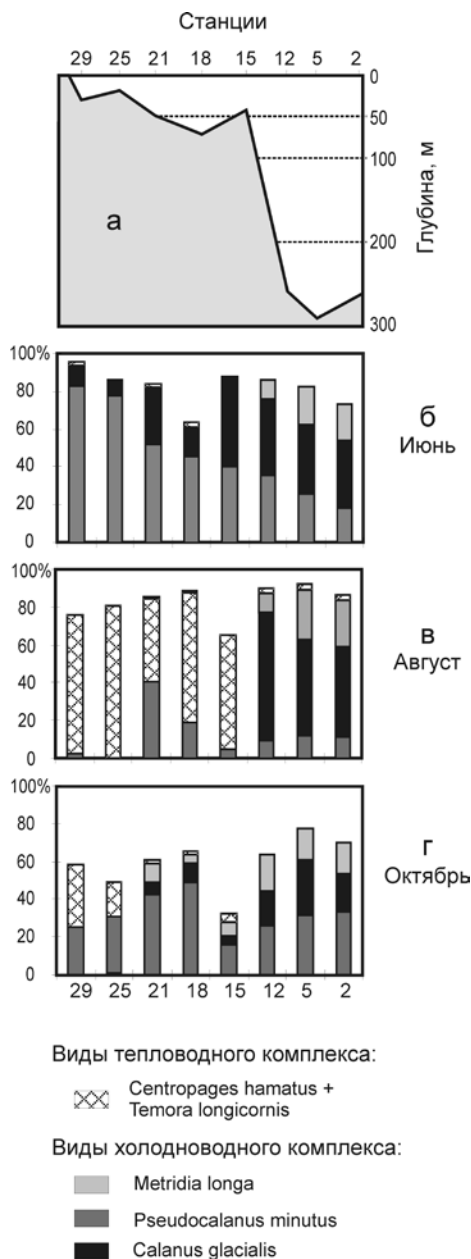 Станции
29 25 21 18 15 12 5 2
0
50
100
200
300
Глубина, м
а
100%
80
60
40
20
0
б
Июнь
100%
80
60
40
20
0
в
Август
100%
80
60
40
20
0
г
Октябрь
29 25 21 18 15 12 5 2
Виды тепловодного комплекса:
Centropages hamatus +
Temora longicornis
Виды холодноводного комплекса:
Metridia longa
Pseudocalanus minutus
Calanus glacialis